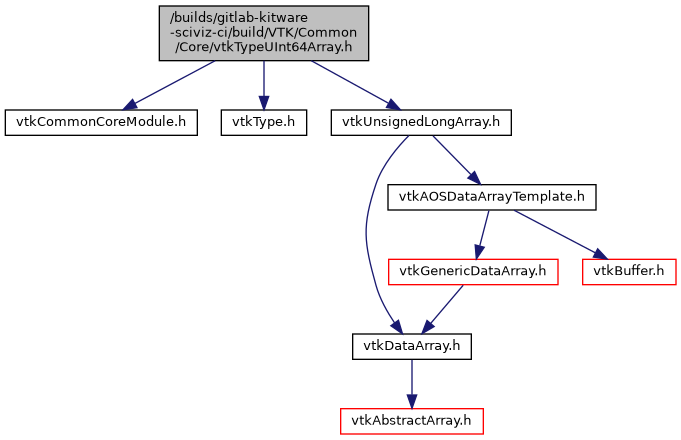 /builds/gitlab-kitware
-sciviz-ci/build/VTK/Common
/Core/vtkTypeUInt64Array.h
vtkCommonCoreModule.h
vtkType.h
vtkUnsignedLongArray.h
vtkAOSDataArrayTemplate.h
vtkGenericDataArray.h
vtkBuffer.h
vtkDataArray.h
vtkAbstractArray.h